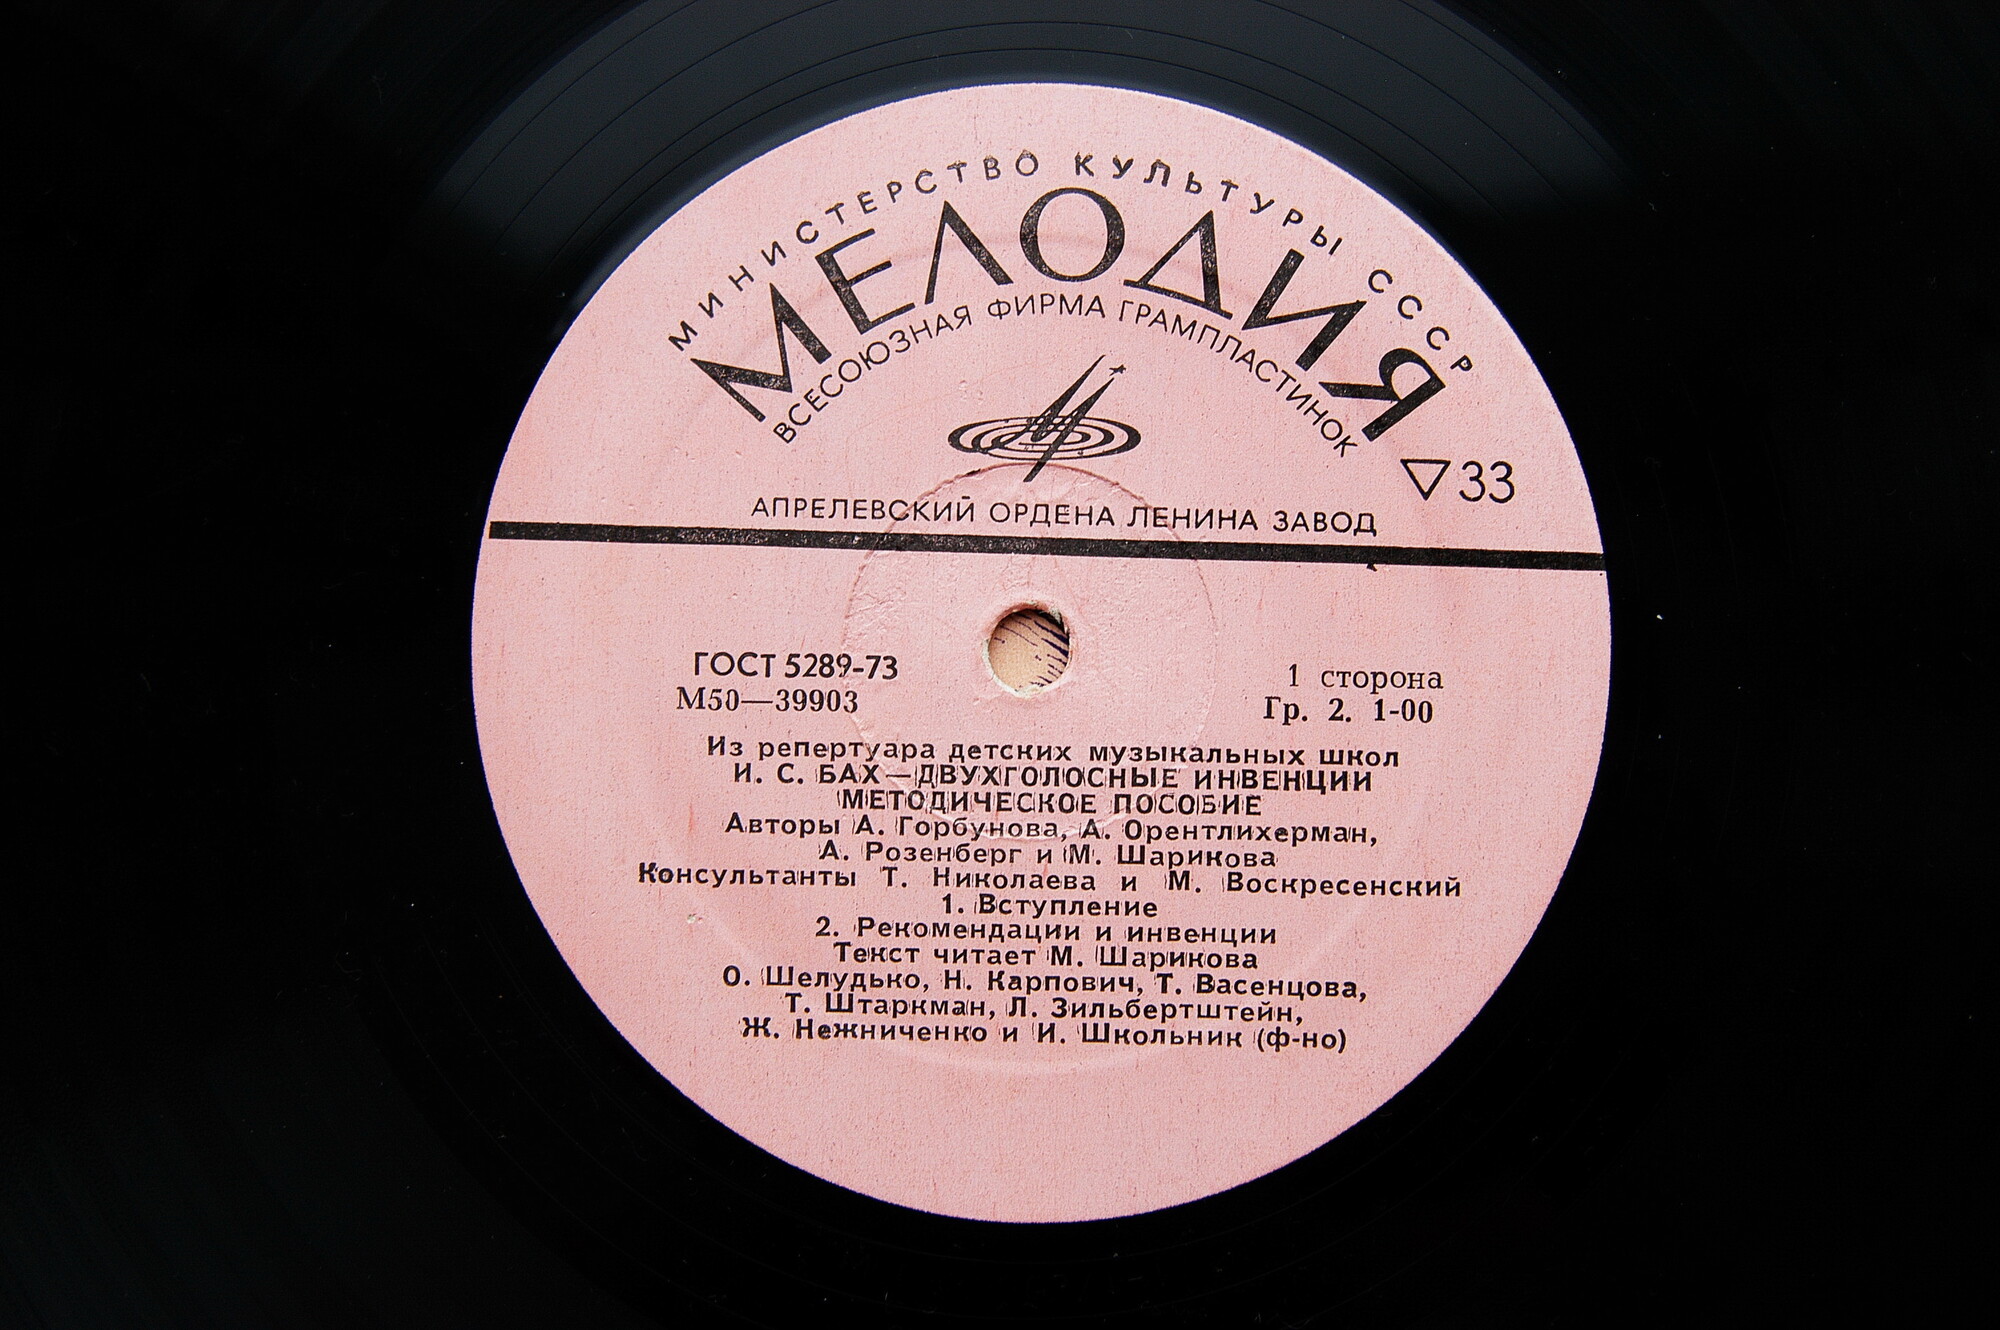 МИНИСТЕРСТВО КУЛЬТУРЫ СССР
МЕЛОДИЯ
ВСЕСОЮЗНАЯ ФИРМА ГРАМПЛАСТИНОК
33
АПРЕЛЕВСКИЙ ОРДЕНА ЛЕНИНА ЗАВОД
ГОСТ 5289-73
М50—39903
1 сторона
Гр. 2. 1-00
Из репертуара детских музыкальных школ
И. С. БАХ—ДВУХГОЛОСНЫЕ ИНВЕНЦИИ
МЕТОДИЧЕСКОЕ ПОСОБИЕ
Авторы А. Горбунова, А. Орентлихерман,
А. Розенберг и М. Шарикова
Консультанты Т. Николаева и М. Воскресенский
1. Вступление
2. Рекомендации и инвенции
Текст читает М. Шарикова
О. Шелудько, Н. Карпович, Т. Васенцова,
Т. Штаркман, Л. Зильбертштейн,
Ж. Нежниченко и И. Школьник (ф-но)